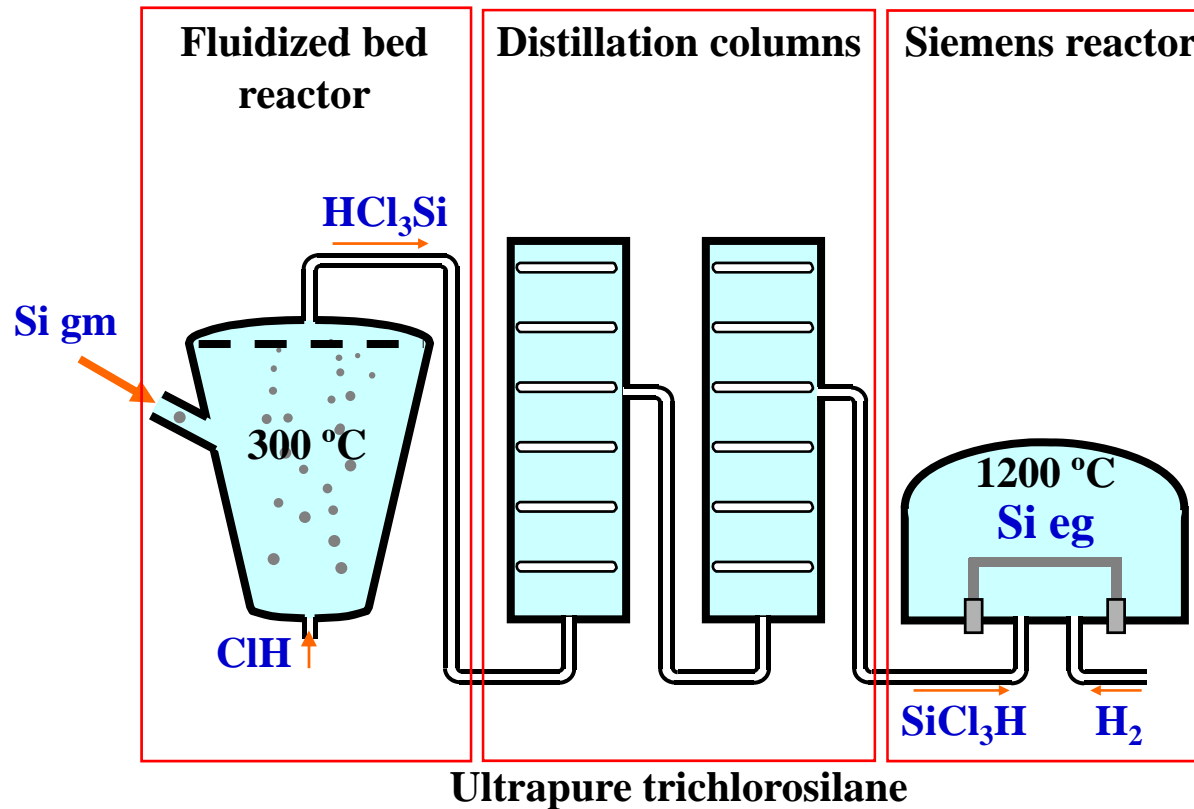 Fluidized bed
reactor
Distillation columns
Siemens reactor
HCl₃Si
Si gm
300 ºC
ClH
1200 ºC
Si eg
SiCl₃H
H₂
Ultrapure trichlorosilane